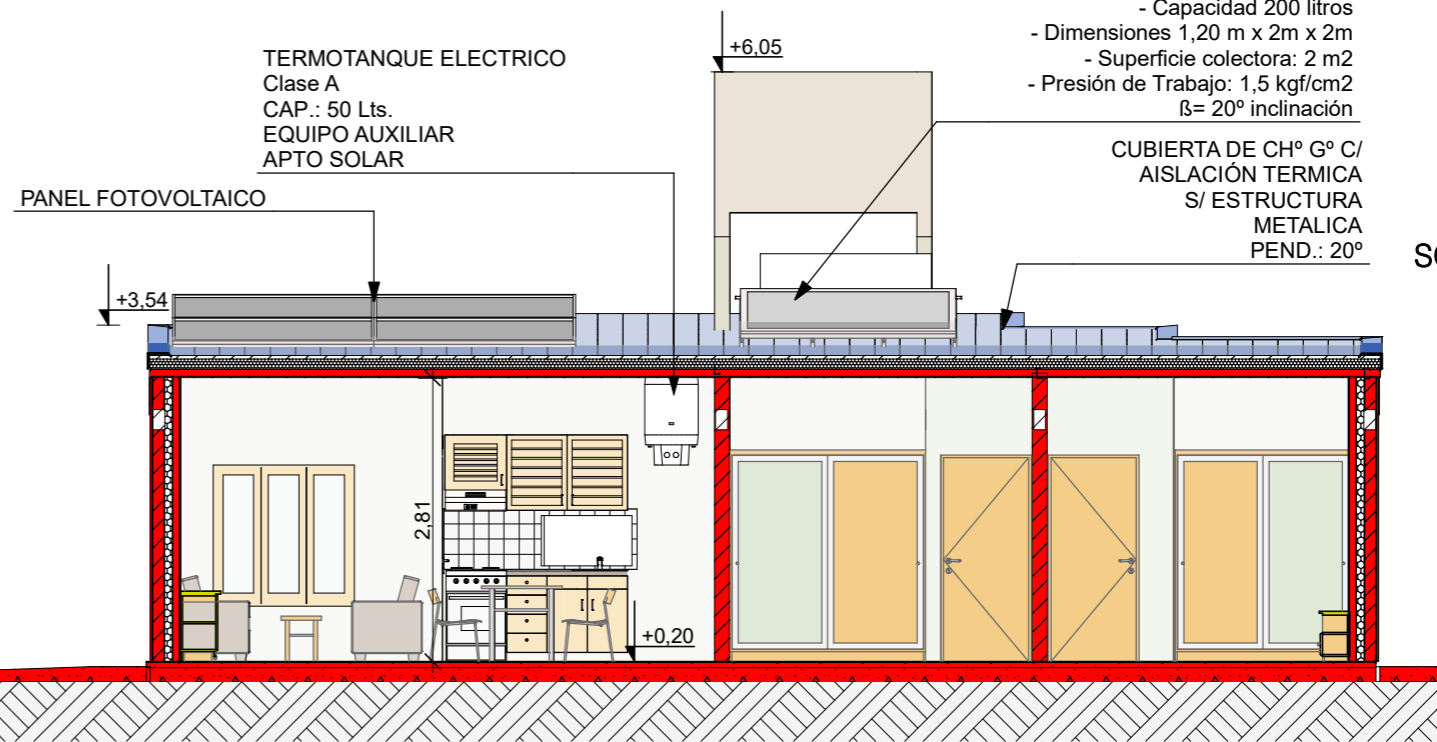 - Capacidad 200 litros
- Dimensiones 1,20 m x 2m x 2m
- Superficie colectora: 2 m2
- Presión de Trabajo: 1,5 kgf/cm2
ß= 20º inclinación
+6,05
TERMOTANQUE ELECTRICO
Clase A
CAP.: 50 Lts.
EQUIPO AUXILIAR
APTO SOLAR
CUBIERTA DE CHº Gº C/
AISLACIÓN TERMICA
S/ ESTRUCTURA
METALICA
PEND.: 20º
PANEL FOTOVOLTAICO
+3,54
2,81
+0,20